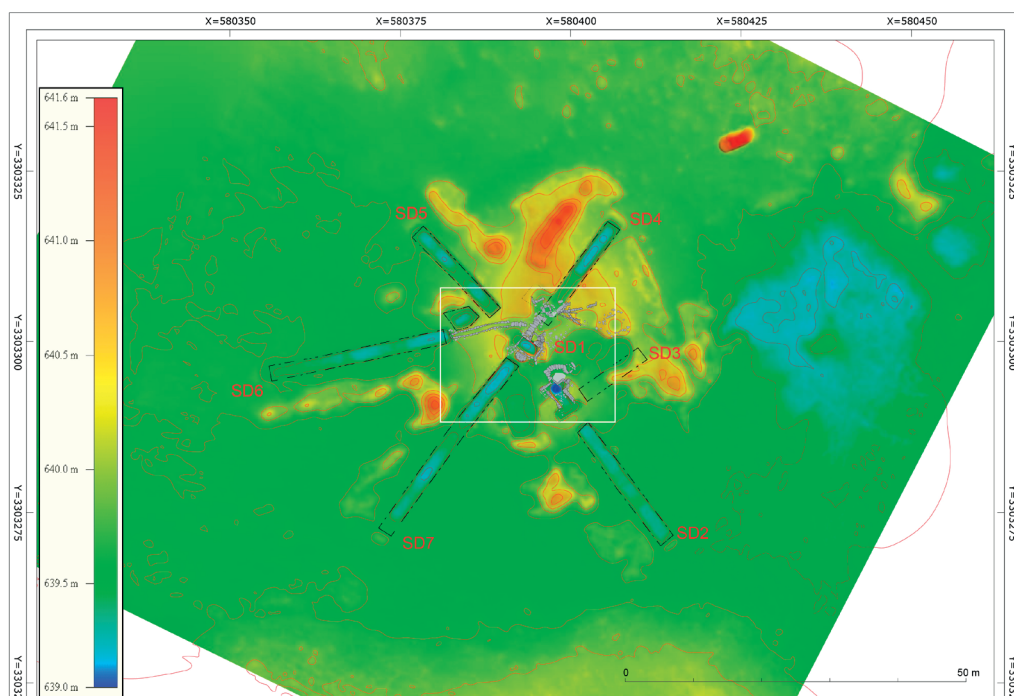 X=580350 X=580375 X=580400 X=580425 X=580450
641.6 m
641.5 m
641.0 m
640.5 m
640.0 m
639.5 m
639.0 m
Y=3303325
Y=3303300
Y=3303275
SD5
SD4
SD1
SD3
SD6
SD2
SD7
0 50 m